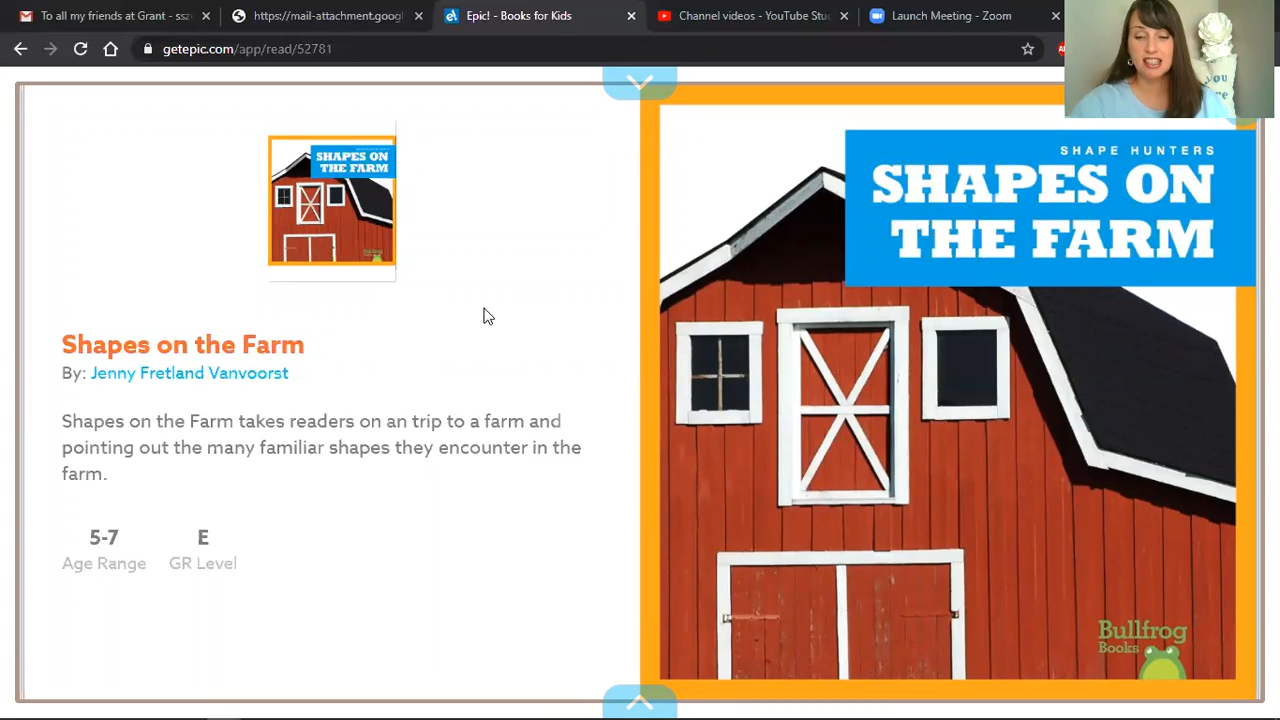 To all my friends at Grant - ssz
https://mail-attachment.goog
Epic! - Books for Kids
Channel videos - YouTube Stu
Launch Meeting - Zoom
getepic.com/app/read/52781
SHAPES ON
THE FARM
Shapes on the Farm
By: Jenny Fretland Vanvoorst
Shapes on the Farm takes readers on an trip to a farm and
pointing out the many familiar shapes they encounter in the
farm.
5-7
E
Age Range
GR Level
SHAPE HUNTERS
SHAPES ON
THE FARM
Bullfrog
Books